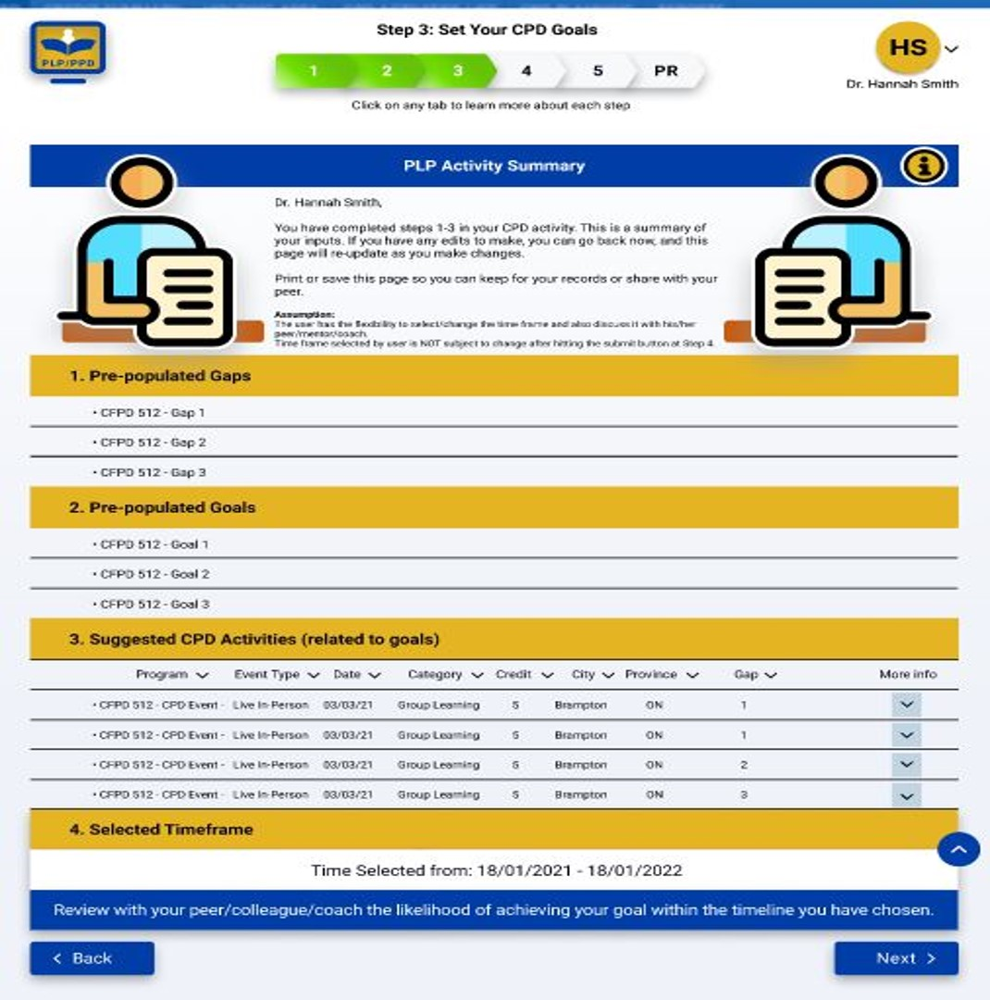 Step 3: Set Your CPD Goals
PLP/PPD
1 2 3 4 5 PR
HS
Dr. Hannah Smith
Click on any tab to learn more about each step
PLP Activity Summary
Dr. Hannah Smith,
You have completed steps 1-3 in your CPD activity. This is a summary of
your inputs. If you have any edits to make, you can go back now, and this
page will re-update as you make changes.
Print or save this page so you can keep for your records or share with your
peer.
Assumption:
The user has the flexibility to select/change the time frame and also discuss it with his/her
peer/mentor/coach.
Time frame selected by user is NOT subject to change after hitting the submit button at Step 4.
1. Pre-populated Gaps
• CFPD 512 - Gap 1
• CFPD 512 - Gap 2
• CFPD 512 - Gap 3
2. Pre-populated Goals
• CFPD 512 - Goal 1
• CFPD 512 - Goal 2
• CFPD 512 - Goal 3
3. Suggested CPD Activities (related to goals)
Program Event Type Date Category Credit City Province Gap More info
• CFPD 512 - CPD Event - Live In-Person 03/03/21 Group Learning 5 Brampton ON 1
• CFPD 512 - CPD Event - Live In-Person 03/03/21 Group Learning 5 Brampton ON 1
• CFPD 512 - CPD Event - Live In-Person 03/03/21 Group Learning 5 Brampton ON 2
• CFPD 512 - CPD Event - Live In-Person 03/03/21 Group Learning 5 Brampton ON 3
4. Selected Timeframe
Time Selected from: 18/01/2021 - 18/01/2022
Review with your peer/colleague/coach the likelihood of achieving your goal within the timeline you have chosen.
< Back
Next >